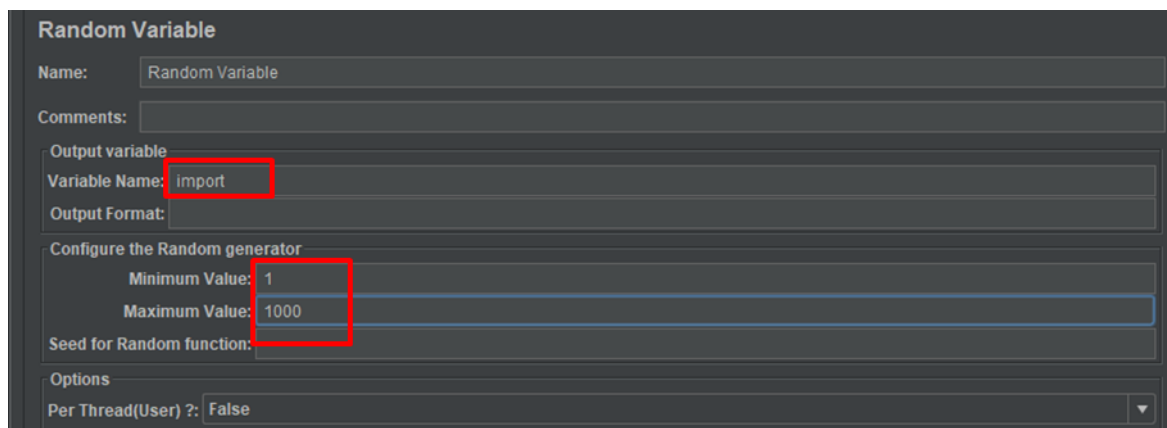 Random Variable
Name: Random Variable
Comments:
Output variable
Variable Name: import
Output Format:
Configure the Random generator
Minimum Value: 1
Maximum Value: 1000
Seed for Random function:
Options
Per Thread(User) ?: False